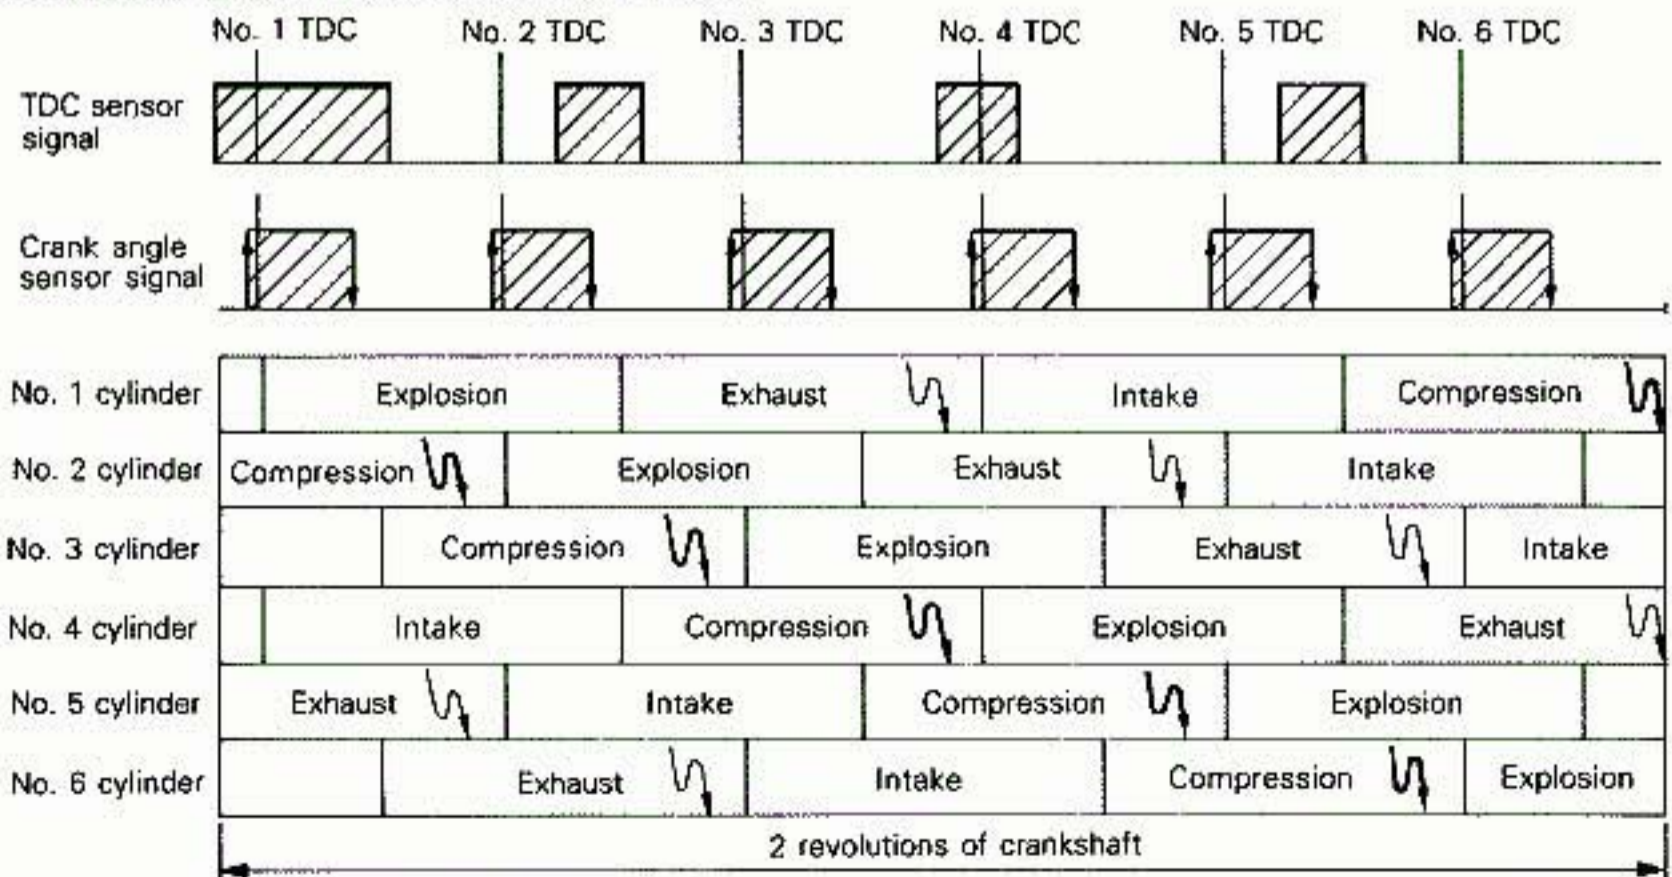 No. 1 TDC No. 2 TDC No. 3 TDC No. 4 TDC No. 5 TDC No. 6 TDC
TDC sensor
signal
Crank angle
sensor signal
No. 1 cylinder Explosion Exhaust Intake Compression
No. 2 cylinder Compression Explosion Exhaust Intake
No. 3 cylinder Compression Explosion Exhaust Intake
No. 4 cylinder Intake Compression Explosion Exhaust
No. 5 cylinder Exhaust Intake Compression Explosion
No. 6 cylinder Exhaust Intake Compression Explosion
2 revolutions of crankshaft